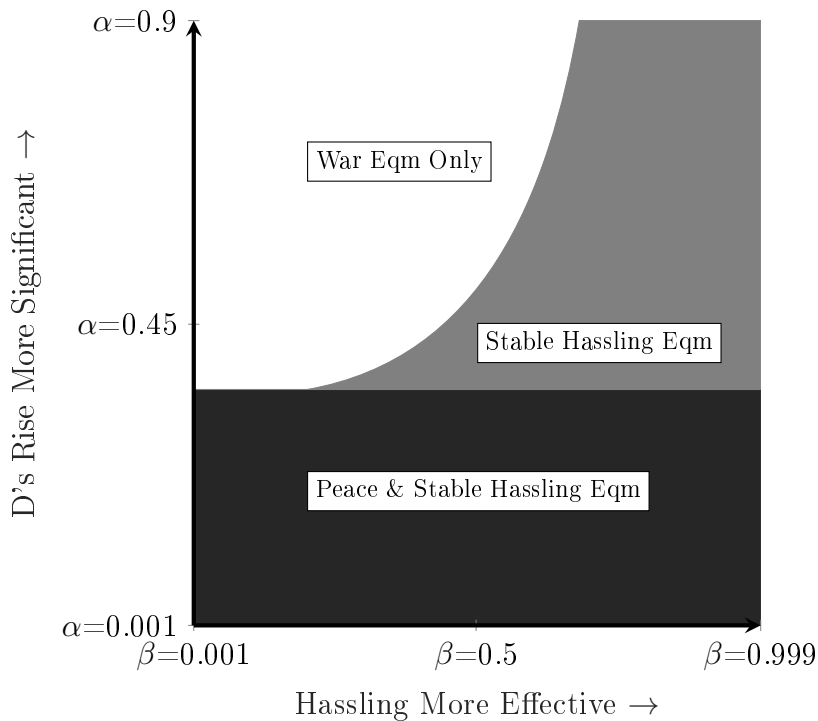 α=0.9
War Eqm Only
D's Rise More Significant →
α=0.45
Stable Hassling Eqm
Peace & Stable Hassling Eqm
α=0.001
β=0.001
β=0.5
β=0.999
Hassling More Effective →